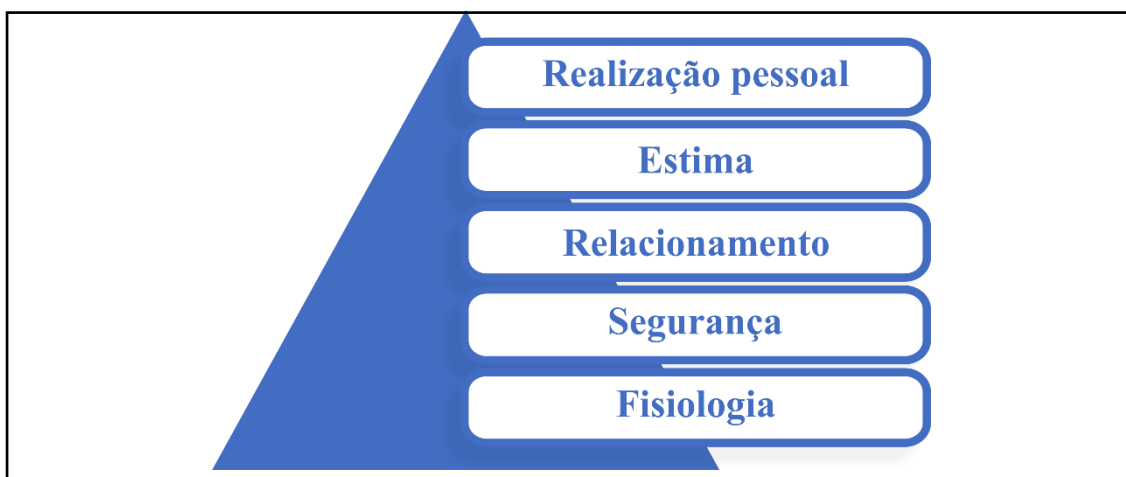 Realização pessoal
Estima
Relacionamento
Segurança
Fisiologia